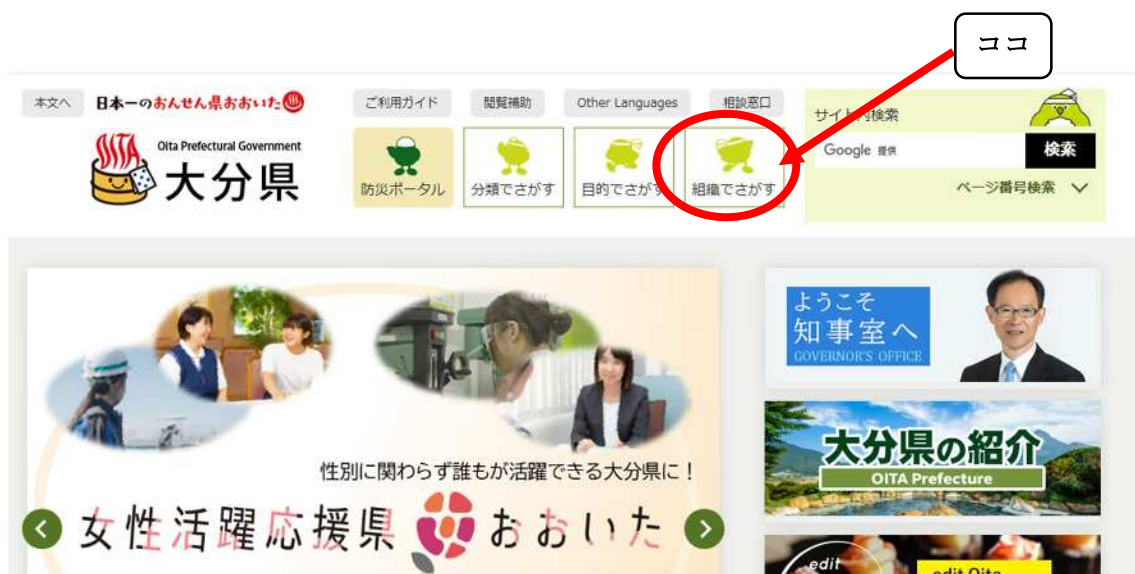 ココ
本文へ
日本一のおんせん県おおいた
ご利用ガイド
閲覧補助
Other Languages
相談窓口
サイト内検索
OITA
Oita Prefectural Government
大分県
防災ポータル
分類でさがす
目的でさがす
組織でさがす
Google 提供
検索
ページ番号検索
ようこそ
知事室へ
GOVERNOR'S OFFICE
大分県の紹介
OITA Prefecture
性別に関わらず誰もが活躍できる大分県に！
女性活躍応援県おおいた
edit
edit Oita